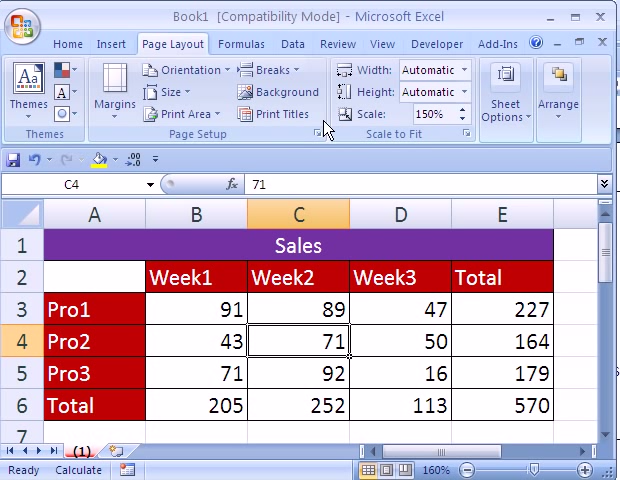 Book1 [Compatibility Mode] - Microsoft Excel
Home Insert Page Layout Formulas Data Review View Developer Add-Ins
Aa Themes A Margins Orientation Size Print Area Breaks Background Print Titles Width: Automatic Height: Automatic Scale: 150% Sheet Options Arrange
Themes Page Setup Scale to Fit
C4 fx 71
A B C D E
1 Sales
2 Week1 Week2 Week3 Total
3 Pro1 91 89 47 227
4 Pro2 43 71 50 164
5 Pro3 71 92 16 179
6 Total 205 252 113 570
7
(1)
Ready Calculate 160%